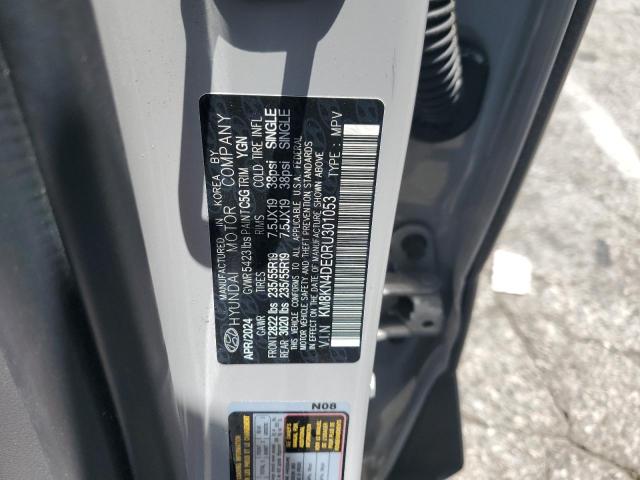 MADE IN KOREA BY
HYUNDAI MOTOR COMPANY
APR/2024 GVWR 5423 lbs PAINT C5G TRIM YGN
GAWR TIRES RIMS COLD TIRE INFL
FRONT 2822 lbs 235/55R19 7.5JX19 38psi SINGLE
REAR 3020 lbs 235/55R19 7.5JX19 38psi SINGLE
THIS VEHICLE CONFORMS TO ALL APPLICABLE U.S.A. FEDERAL
MOTOR VEHICLE SAFETY AND THEFT PREVENTION STANDARDS
IN EFFECT ON THE DATE OF MANUFACTURE SHOWN ABOVE.
V.I.N KM8KN4DE0RU301053 TYPE : MPV
N08